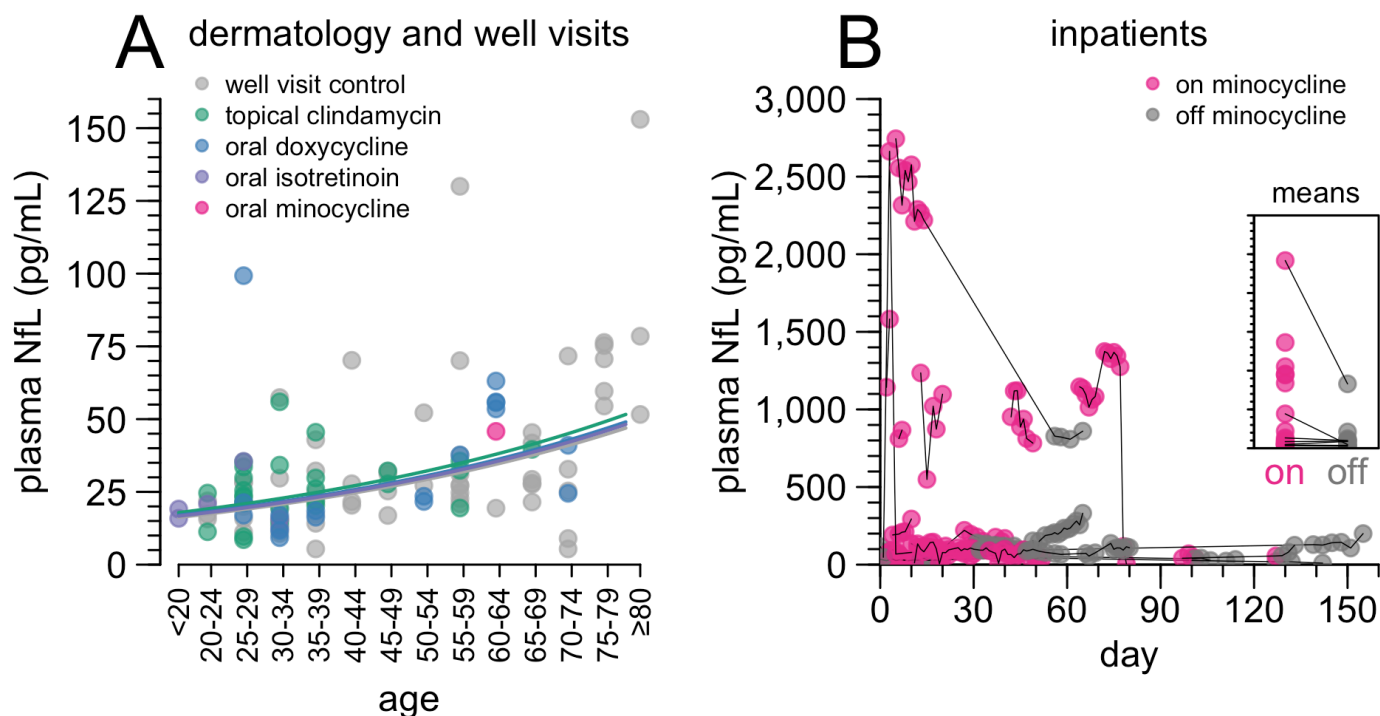 A dermatology and well visits
well visit control
topical clindamycin
oral doxycycline
oral isotretinoin
oral minocycline
plasma NfL (pg/mL)
150
125
100
75
50
25
0
<20
20-24
25-29
30-34
35-39
40-44
45-49
50-54
55-59
60-64
65-69
70-74
75-79
≥80
age
B inpatients
on minocycline
off minocycline
plasma NfL (pg/mL)
3,000
2,500
2,000
1,500
1,000
500
0
means
on off
0 30 60 90 120 150
day